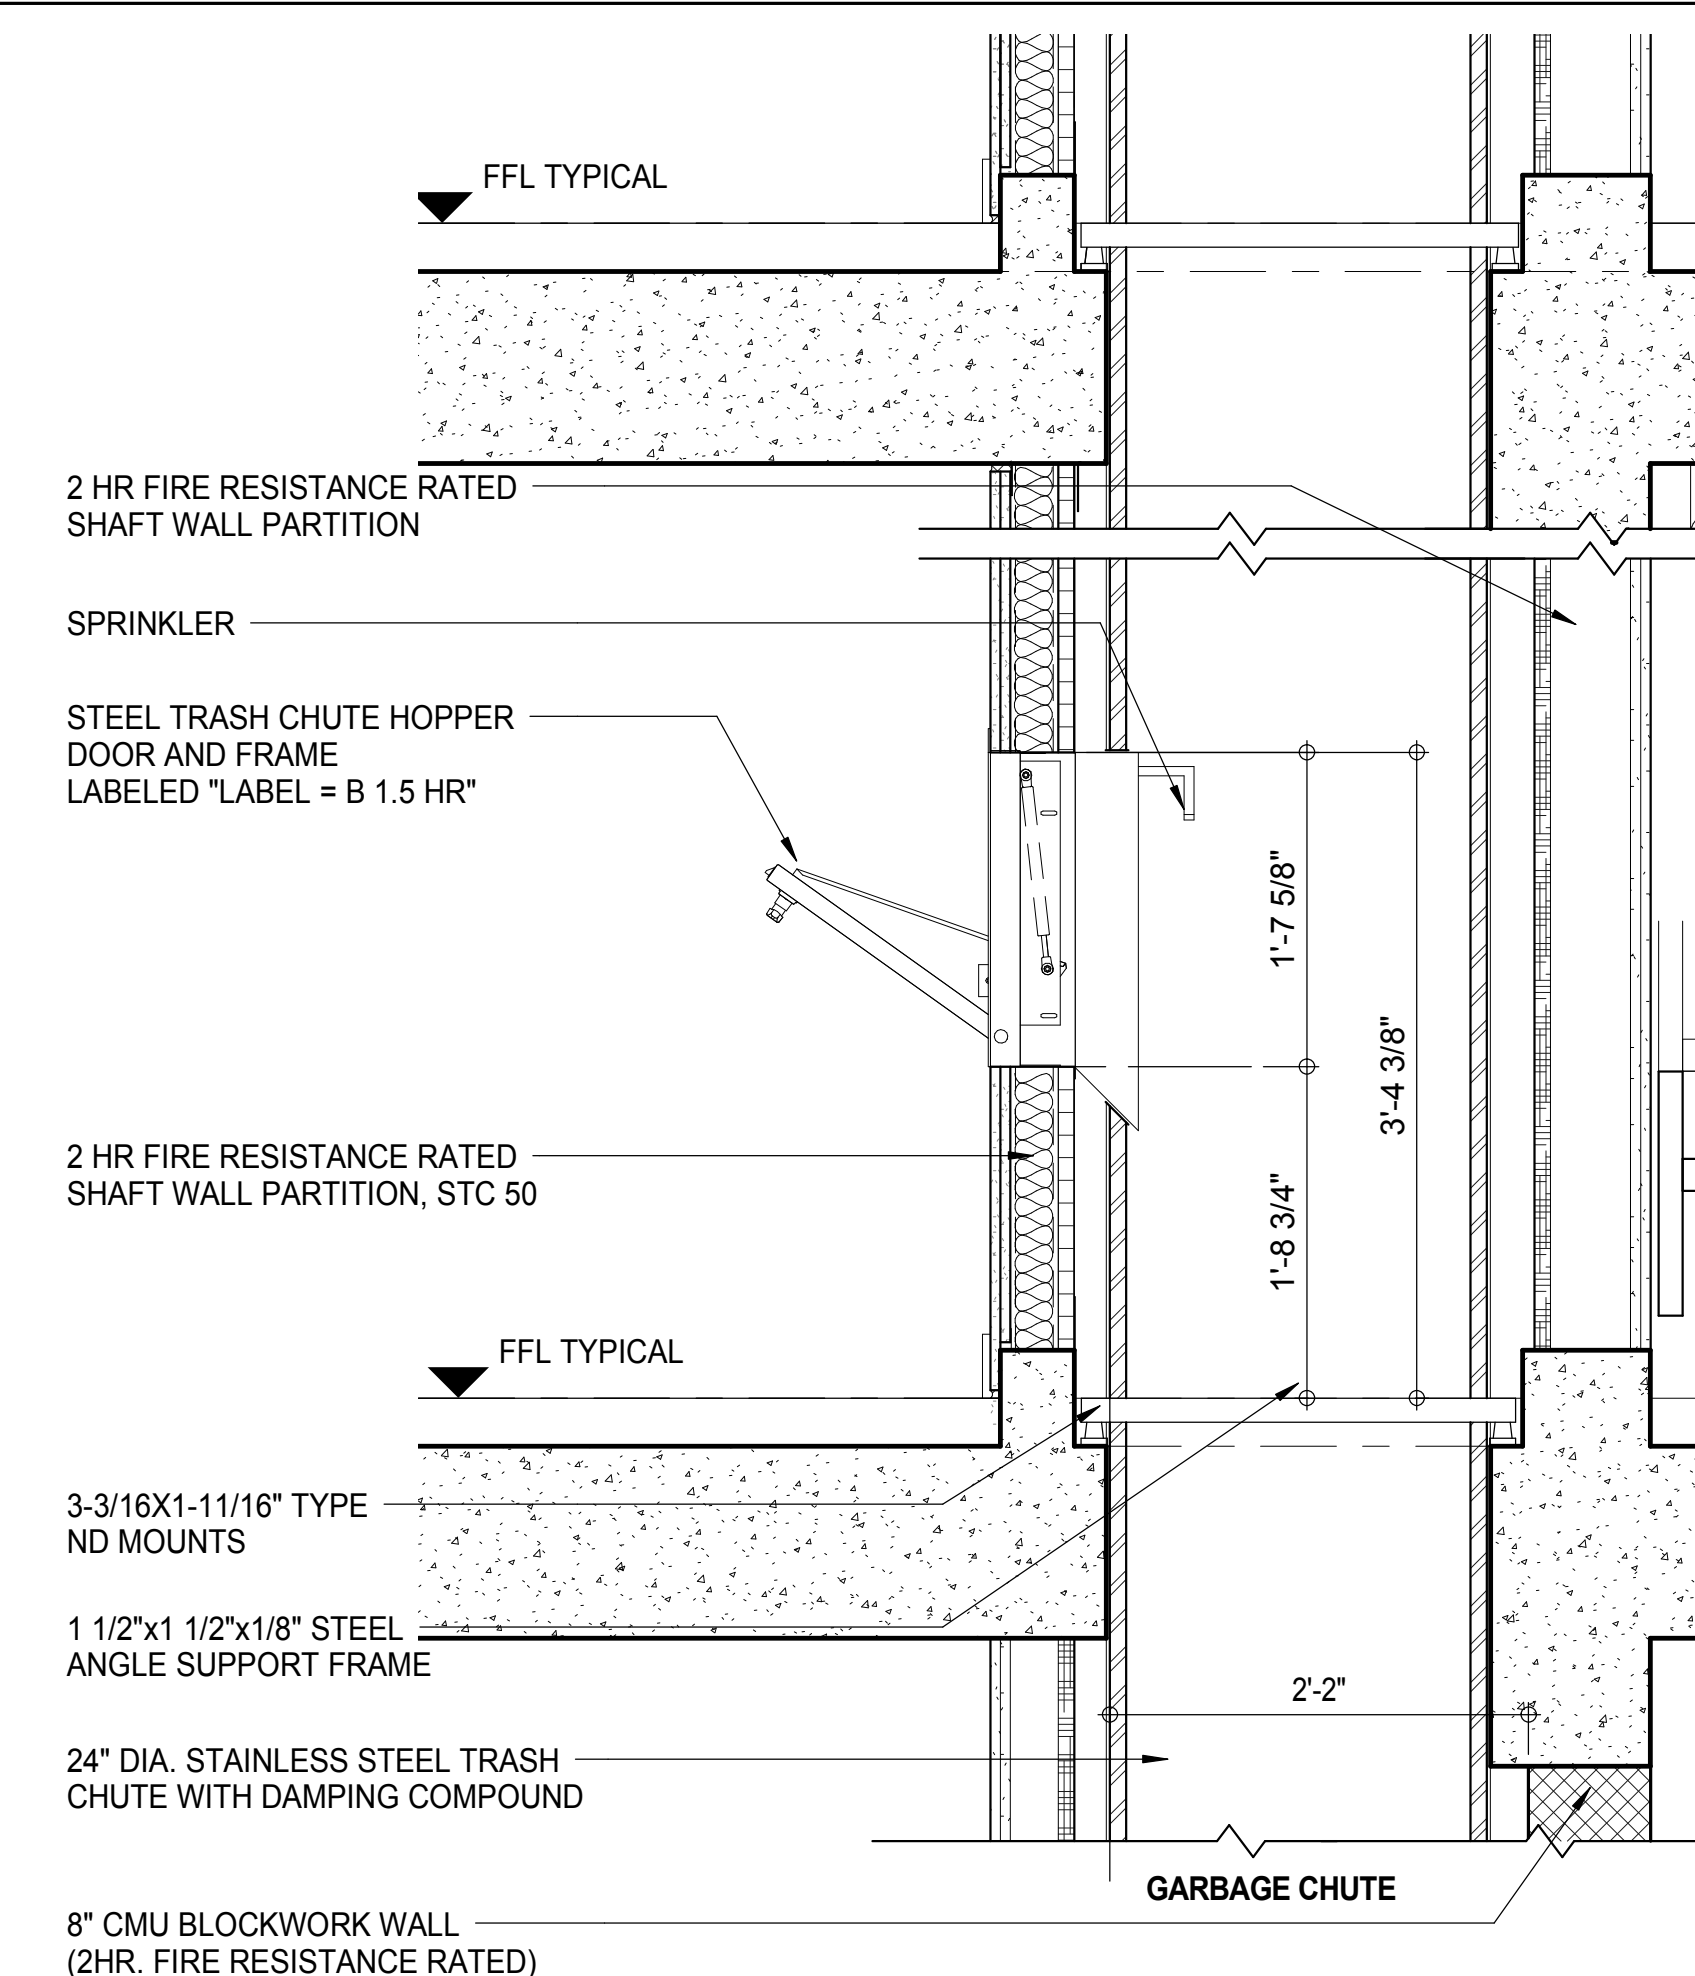 FFL TYPICAL
2 HR FIRE RESISTANCE RATED
SHAFT WALL PARTITION
SPRINKLER
STEEL TRASH CHUTE HOPPER
DOOR AND FRAME
LABELED "LABEL = B 1.5 HR"
1'-7 5/8"
3'-4 3/8"
2 HR FIRE RESISTANCE RATED
SHAFT WALL PARTITION, STC 50
1'-8 3/4"
FFL TYPICAL
3-3/16X1-11/16" TYPE
ND MOUNTS
1 1/2"x1 1/2"x1/8" STEEL
ANGLE SUPPORT FRAME
2'-2"
24" DIA. STAINLESS STEEL TRASH
CHUTE WITH DAMPING COMPOUND
GARBAGE CHUTE
8" CMU BLOCKWORK WALL
(2HR. FIRE RESISTANCE RATED)